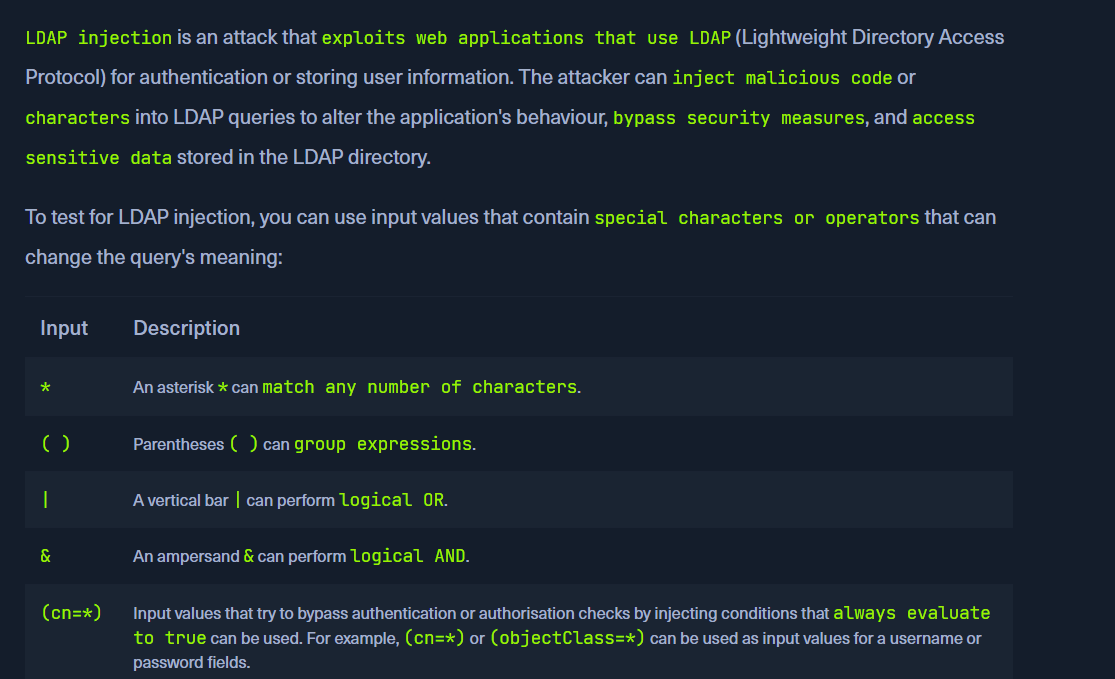 LDAP injection is an attack that exploits web applications that use LDAP (Lightweight Directory Access
Protocol) for authentication or storing user information. The attacker can inject malicious code or
characters into LDAP queries to alter the application's behaviour, bypass security measures, and access
sensitive data stored in the LDAP directory.
To test for LDAP injection, you can use input values that contain special characters or operators that can
change the query's meaning:
Input Description
* An asterisk * can match any number of characters.
( ) Parentheses ( ) can group expressions.
| A vertical bar | can perform logical OR.
& An ampersand & can perform logical AND.
(cn=*) Input values that try to bypass authentication or authorisation checks by injecting conditions that always evaluate
to true can be used. For example, (cn=*) or (objectClass=*) can be used as input values for a username or
password fields.